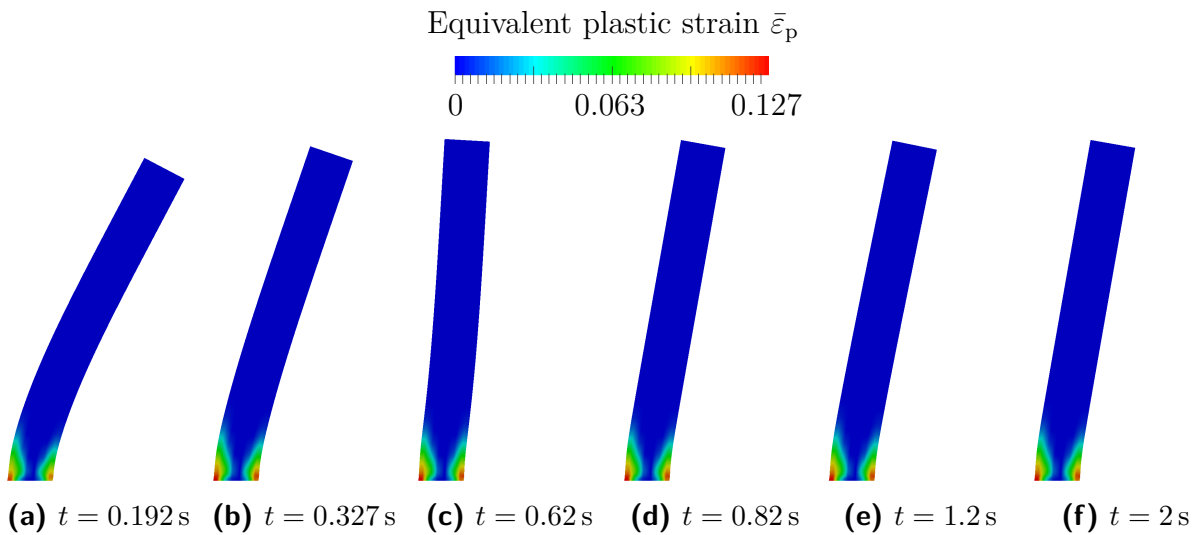 Equivalent plastic strain ε̄ₚ
0 0.063 0.127
(a) t = 0.192 s (b) t = 0.327 s (c) t = 0.62 s (d) t = 0.82 s (e) t = 1.2 s (f) t = 2 s